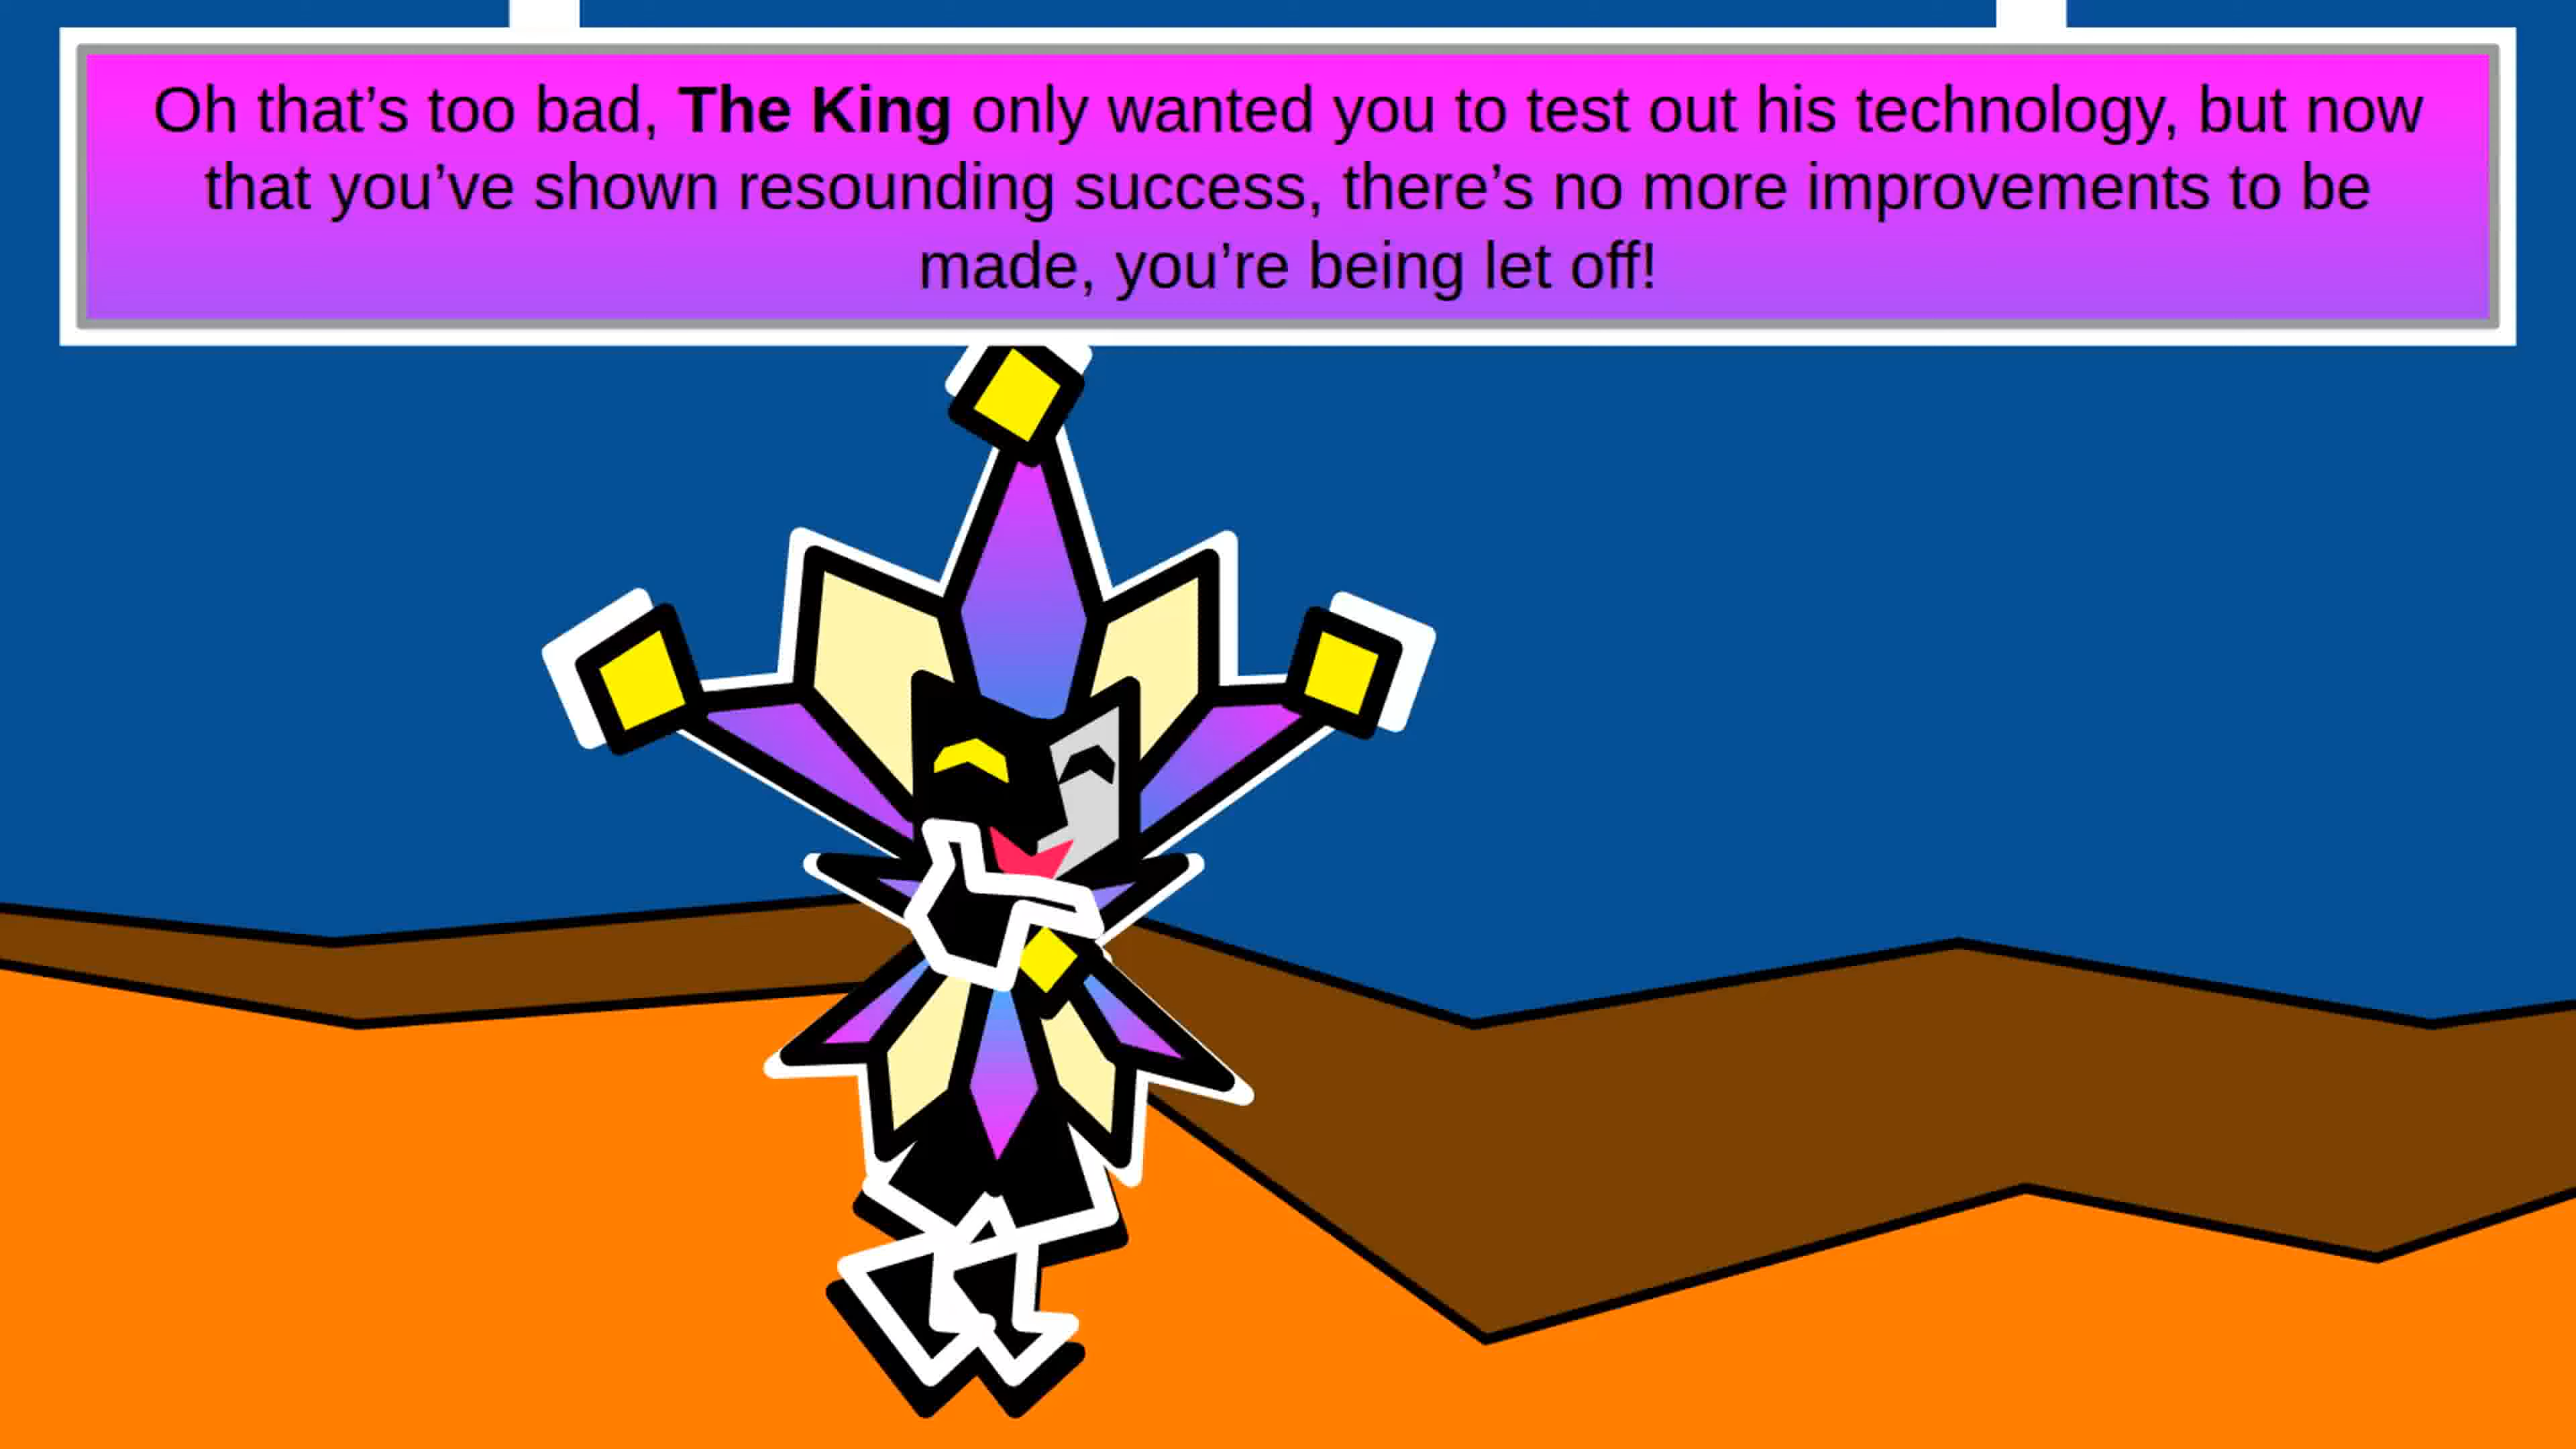 Oh that’s too bad, The King only wanted you to test out his technology, but now
that you’ve shown resounding success, there’s no more improvements to be
made, you’re being let off!